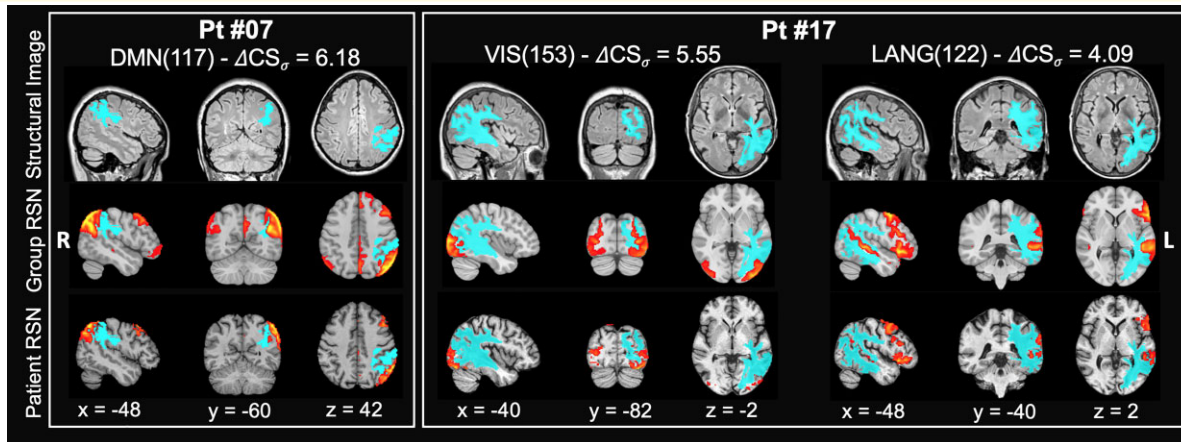 Pt #07
DMN(117) - ΔCSσ = 6.18
Pt #17
VIS(153) - ΔCSσ = 5.55
LANG(122) - ΔCSσ = 4.09
Structural Image
Group RSN
Patient RSN
R
L
x = -48
y = -60
z = 42
x = -40
y = -82
z = -2
x = -48
y = -40
z = 2